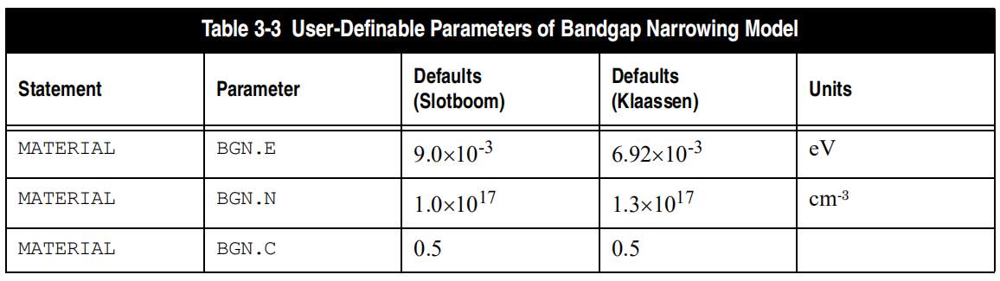 Table 3-3 User-Definable Parameters of Bandgap Narrowing Model
Statement Parameter Defaults (Slotboom) Defaults (Klaassen) Units
MATERIAL BGN.E 9.0×10⁻³ 6.92×10⁻³ eV
MATERIAL BGN.N 1.0×10¹⁷ 1.3×10¹⁷ cm⁻³
MATERIAL BGN.C 0.5 0.5